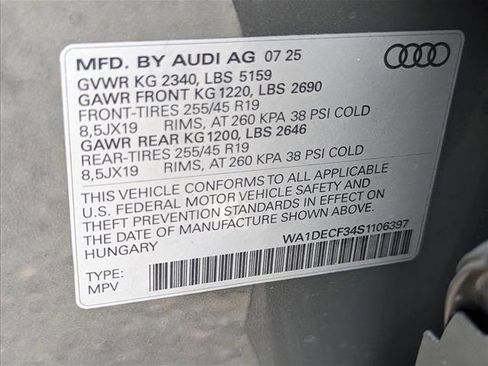 MFD. BY AUDI AG 07 25
GVWR KG 2340, LBS 5159
GAWR FRONT KG 1220, LBS 2690
FRONT-TIRES 255/45 R19
8,5JX19 RIMS, AT 260 KPA 38 PSI COLD
GAWR REAR KG 1200, LBS 2646
REAR-TIRES 255/45 R19
8,5JX19 RIMS, AT 260 KPA 38 PSI COLD
THIS VEHICLE CONFORMS TO ALL APPLICABLE
U.S. FEDERAL MOTOR VEHICLE SAFETY AND
THEFT PREVENTION STANDARDS IN EFFECT ON
THE DATE OF MANUFACTURE
HUNGARY
WA1DECF34S1106397
TYPE:
MPV